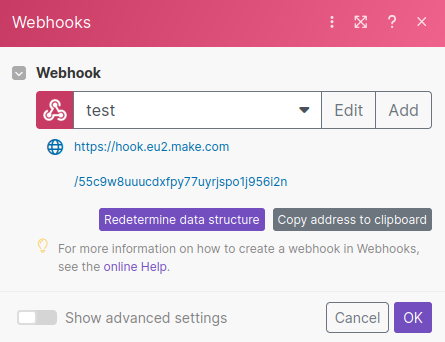 Webhooks
Webhook
test Edit Add
https://hook.eu2.make.com
/55c9w8uuucdxfpy77uyrjspo1j956i2n
Redetermine data structure Copy address to clipboard
For more information on how to create a webhook in Webhooks,
see the online Help.
Show advanced settings Cancel OK